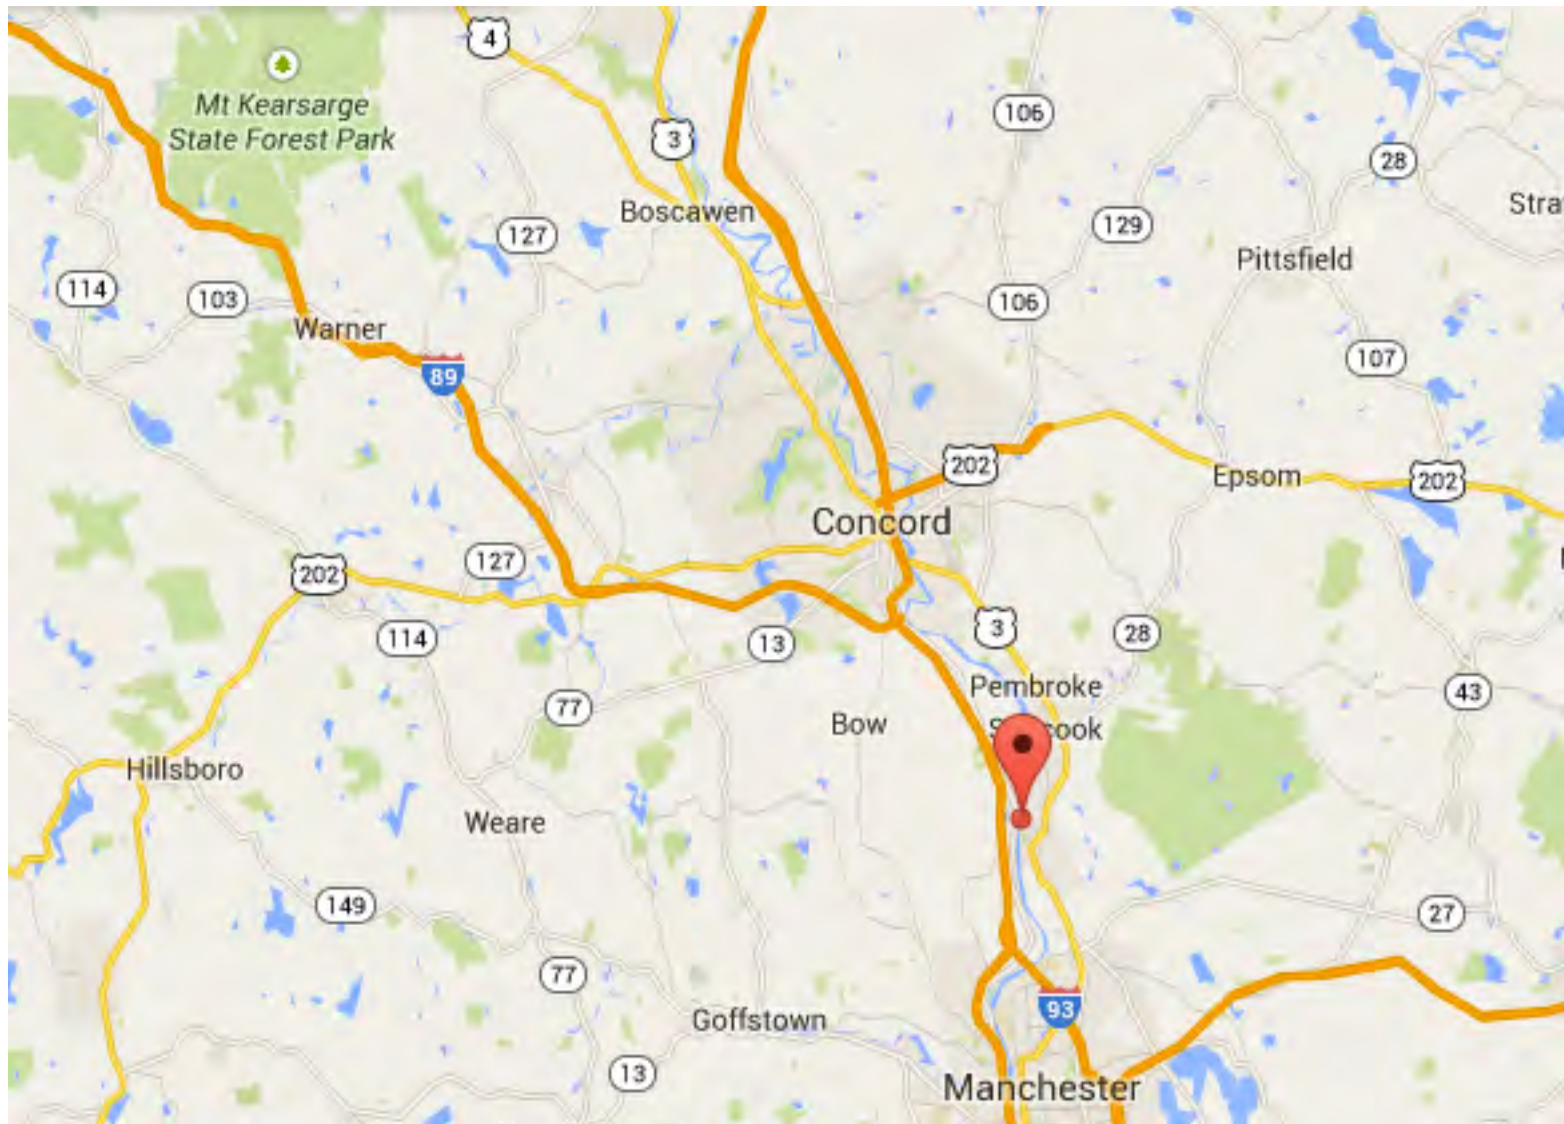 4
Mt Kearsarge
State Forest Park
3
106
28
Boscawen
127
129
Stra
Pittsfield
114
103
106
Warner
107
89
202
Epsom
202
Concord
202
127
114
13
3
28
Pembroke
77
Bow
43
Hillsboro
Weare
149
27
77
93
Goffstown
13
Manchester